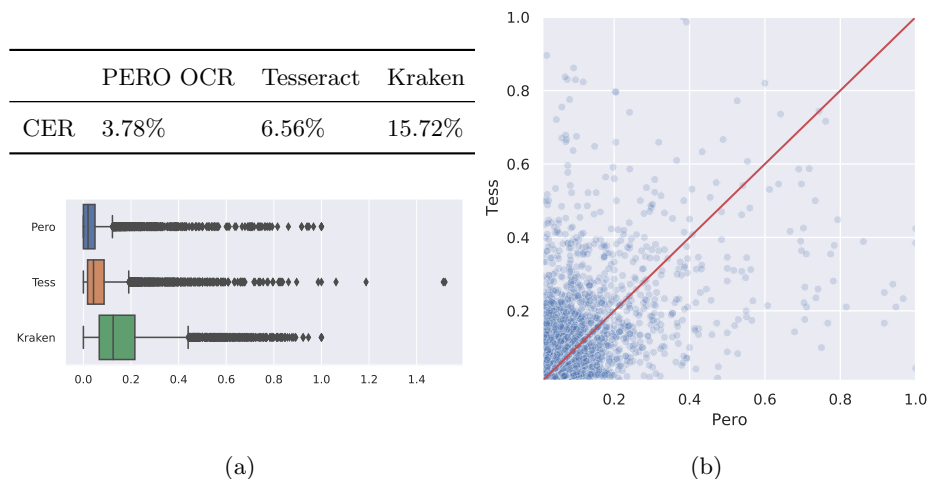 PERO OCR Tesseract Kraken
CER 3.78% 6.56% 15.72%
Pero
Tess
Kraken
0.0 0.2 0.4 0.6 0.8 1.0 1.2 1.4
(a)
1.0
0.8
0.6
0.4
0.2
Tess
0.2 0.4 0.6 0.8 1.0
Pero
(b)